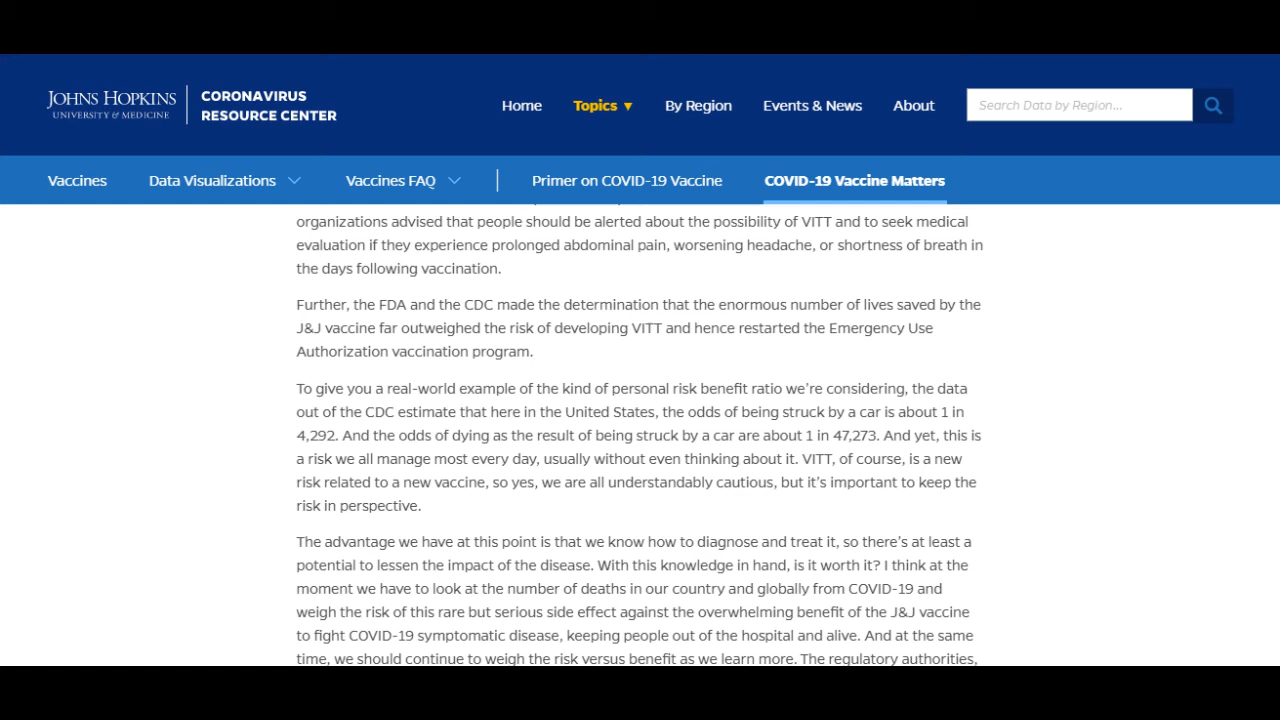 JOHNS HOPKINS
UNIVERSITY & MEDICINE
CORONAVIRUS
RESOURCE CENTER
Home
Topics ▼
By Region
Events & News
About
Search Data by Region...
Vaccines
Data Visualizations
Vaccines FAQ
Primer on COVID-19 Vaccine
COVID-19 Vaccine Matters
organizations advised that people should be alerted about the possibility of VITT and to seek medical
evaluation if they experience prolonged abdominal pain, worsening headache, or shortness of breath in
the days following vaccination.
Further, the FDA and the CDC made the determination that the enormous number of lives saved by the
J&J vaccine far outweighed the risk of developing VITT and hence restarted the Emergency Use
Authorization vaccination program.
To give you a real-world example of the kind of personal risk benefit ratio we're considering, the data
out of the CDC estimate that here in the United States, the odds of being struck by a car is about 1 in
4,292. And the odds of dying as the result of being struck by a car are about 1 in 47,273. And yet, this is
a risk we all manage most every day, usually without even thinking about it. VITT, of course, is a new
risk related to a new vaccine, so yes, we are all understandably cautious, but it's important to keep the
risk in perspective.
The advantage we have at this point is that we know how to diagnose and treat it, so there's at least a
potential to lessen the impact of the disease. With this knowledge in hand, is it worth it? I think at the
moment we have to look at the number of deaths in our country and globally from COVID-19 and
weigh the risk of this rare but serious side effect against the overwhelming benefit of the J&J vaccine
to fight COVID-19 symptomatic disease, keeping people out of the hospital and alive. And at the same
time, we should continue to weigh the risk versus benefit as we learn more. The regulatory authorities,